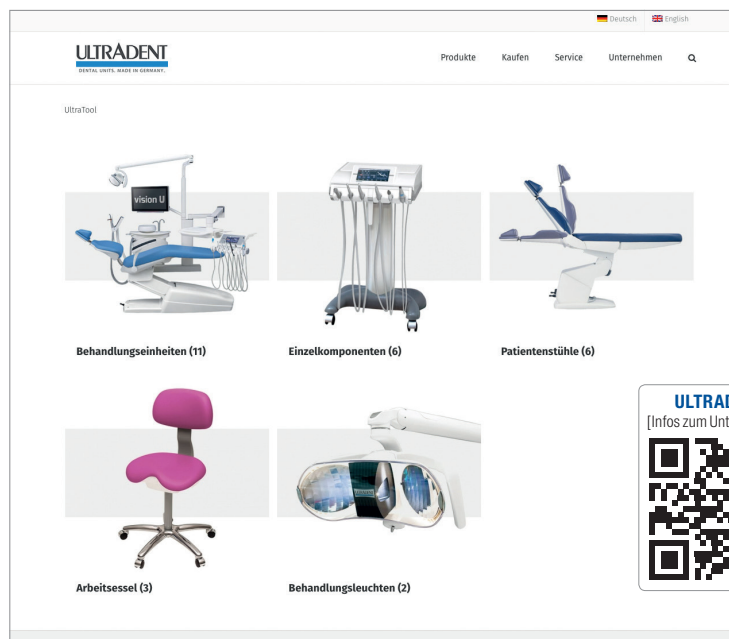 Deutsch English
ULTRADENT
DENTAL UNITS. MADE IN GERMANY.
Produkte Kaufen Service Unternehmen
UltraTool
vision U
Behandlungseinheiten (11) Einzelkomponenten (6) Patientenstühle (6)
ULTRAD
[Infos zum Unt
Arbeitsessel (3) Behandlungsleuchten (2)